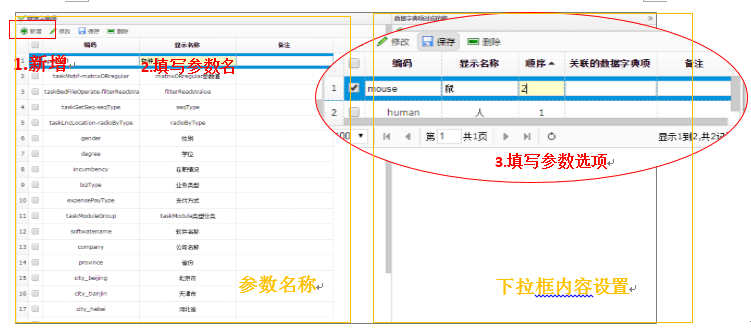 新增 修改 保存 删除
编码 显示名称 备注
1
1.新增
2.填写参数名
2 taskMotif-matrixORregular matrixORregular
3 taskBedFileOperate-filterReadsVa filterReadsValue
4 taskGetSeq-seqType seqType
5 taskLncLocation-radioByType radioByType
6 gender 性别
7 degree 学位
8 incumbency 在职情况
9 bizType 业务类型
10 expensePayType 支付方式
11 taskModuleGroup taskModule类型分类
12 softwatename 软件名称
13 company 公司名称
14 province 省份
15 city_beijing 北京市
16 city_tianjin 天津市
17 city_hebei 河北省
参数名称
数据字典项对应的值
修改 保存 删除
编码 显示名称 顺序 关联的数据字典项 备注
1 mouse 鼠 2
2 human 人 1
第 1 共1页 显示1到2,共2记
3.填写参数选项
下拉框内容设置